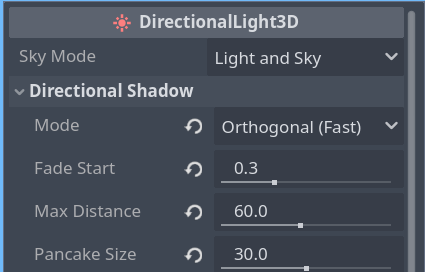 DirectionalLight3D
Sky Mode Light and Sky
Directional Shadow
Mode Orthogonal (Fast)
Fade Start 0.3
Max Distance 60.0
Pancake Size 30.0